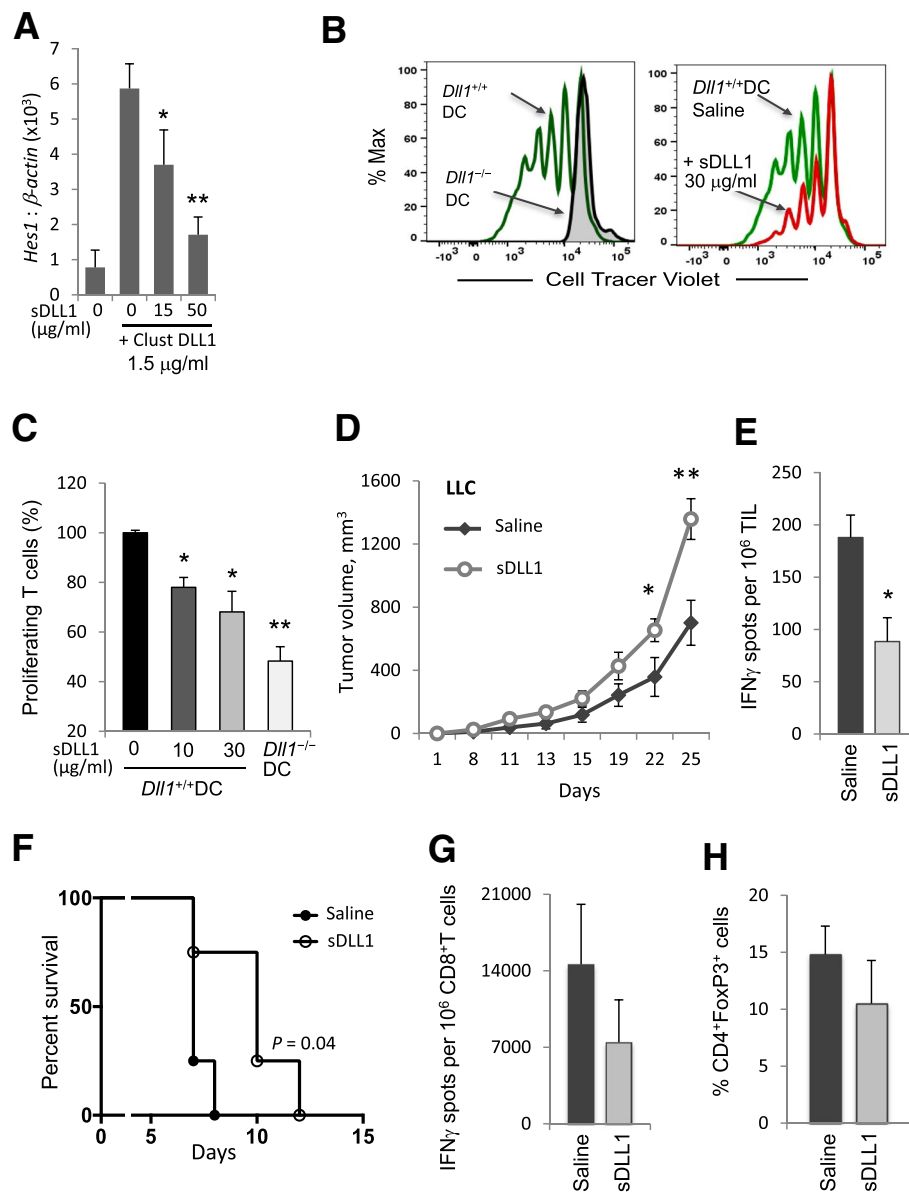 A
7
6
5
4
3
2
1
0
Hes1 : β-actin (x10³)
*
**
sDLL1 0 0 15 50
(µg/ml)
+ Clust DLL1
1.5 µg/ml
B
% Max
100
80
60
40
20
0
Dll1+/+
DC
Dll1−/−
DC
-10³ 0 10³ 10⁴ 10⁵
100
80
60
40
20
0
Dll1+/+DC
Saline
+ sDLL1
30 µg/ml
-10³ 0 10³ 10⁴ 10⁵
Cell Tracer Violet
C
Proliferating T cells (%)
120
100
80
60
40
20
*
*
**
sDLL1 0 10 30 Dll1−/−
(µg/ml) DC
Dll1+/+DC
D
Tumor volume, mm³
1600
1200
800
400
0
LLC
Saline
sDLL1
*
**
1 8 11 13 15 19 22 25
Days
E
IFNγ spots per 10⁶ TIL
250
200
150
100
50
0
*
Saline
sDLL1
F
Percent survival
100
50
0
Saline
sDLL1
P = 0.04
0 5 10 15
Days
G
IFNγ spots per 10⁶ CD8⁺T cells
21000
14000
7000
0
Saline
sDLL1
H
% CD4⁺FoxP3⁺ cells
20
15
10
5
0
Saline
sDLL1